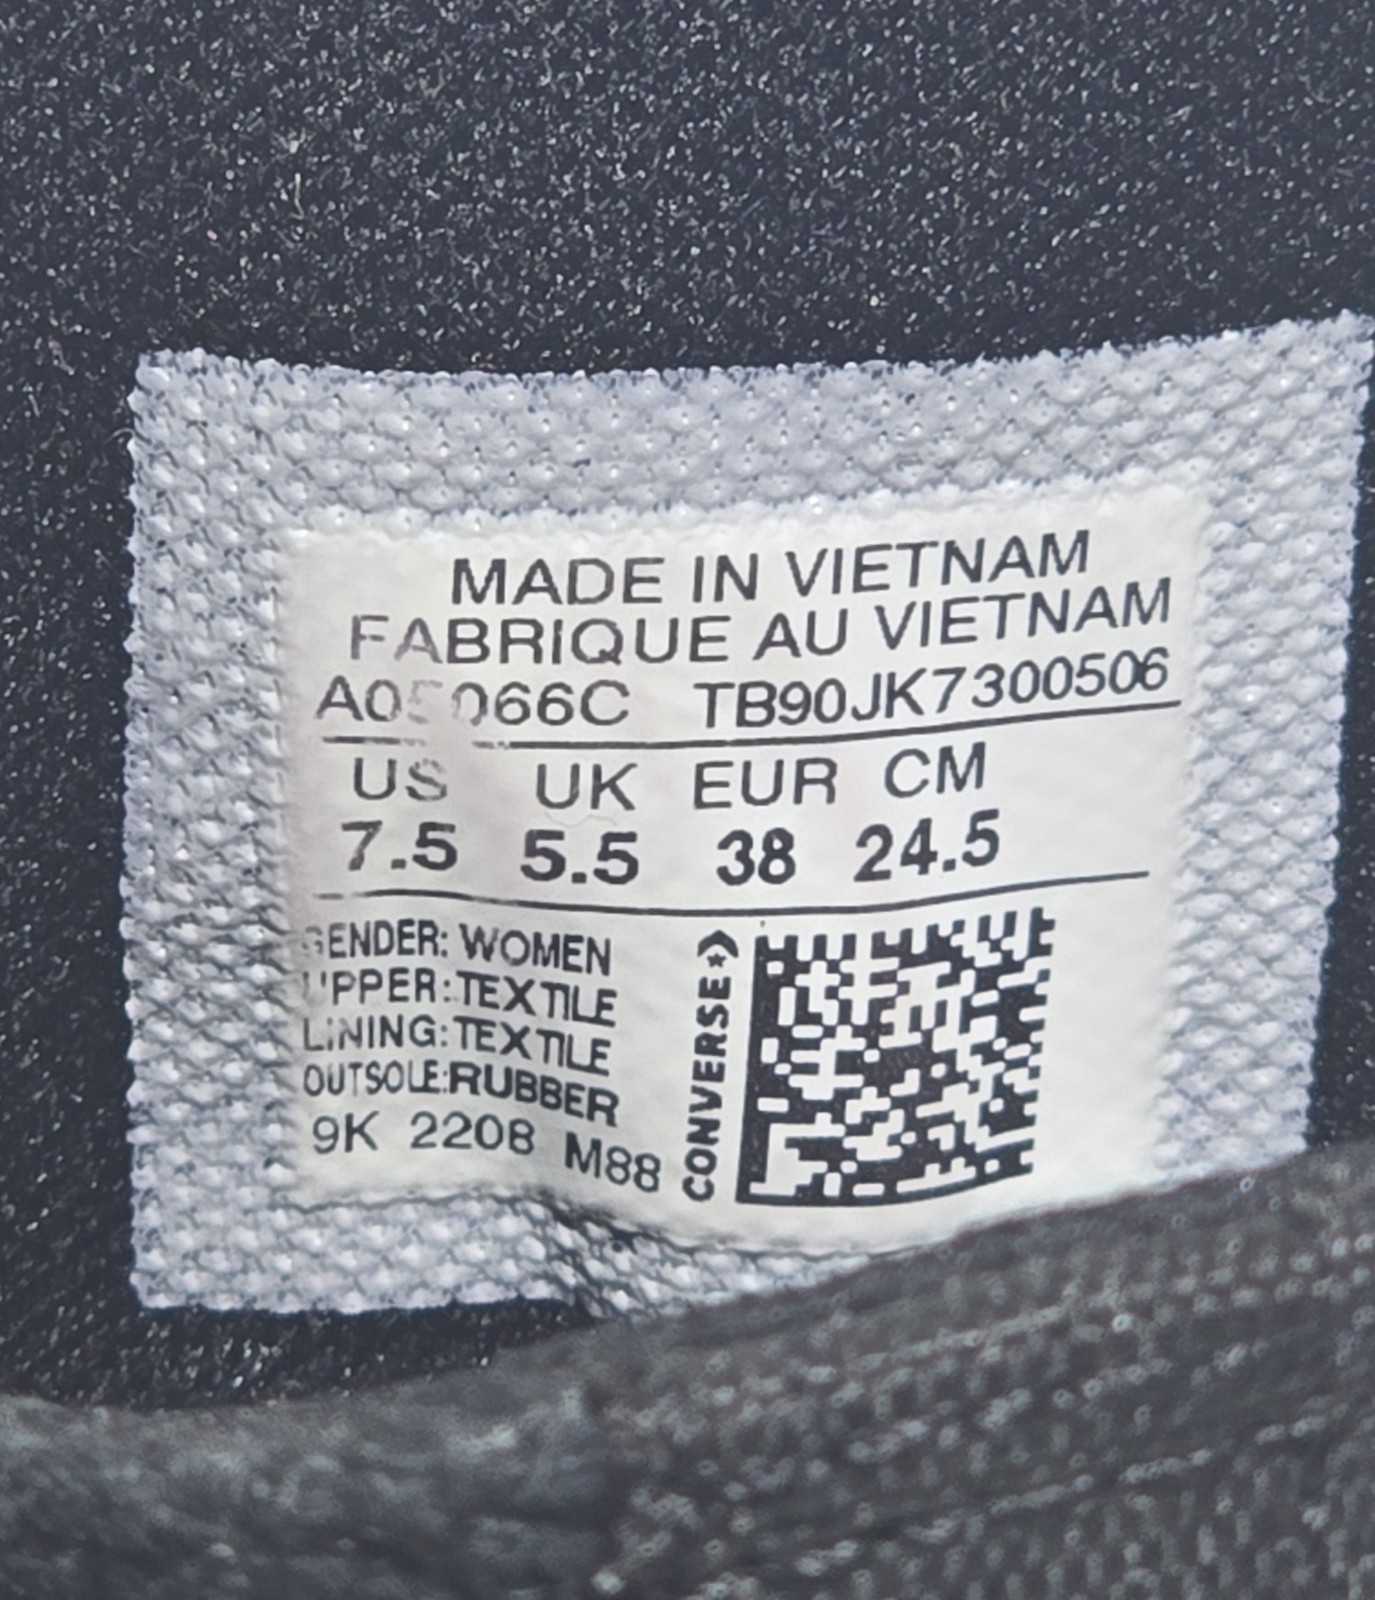 MADE IN VIETNAM
FABRIQUE AU VIETNAM
TB90JK7300506
US UK EUR CM
7.5 5.5 38 24.5
GENDER: WOMEN
UPPER: TEXTILE
LINING: TEXTILE
OUTSOLE:RUBBER
9K 2208 M88
CONVERSE